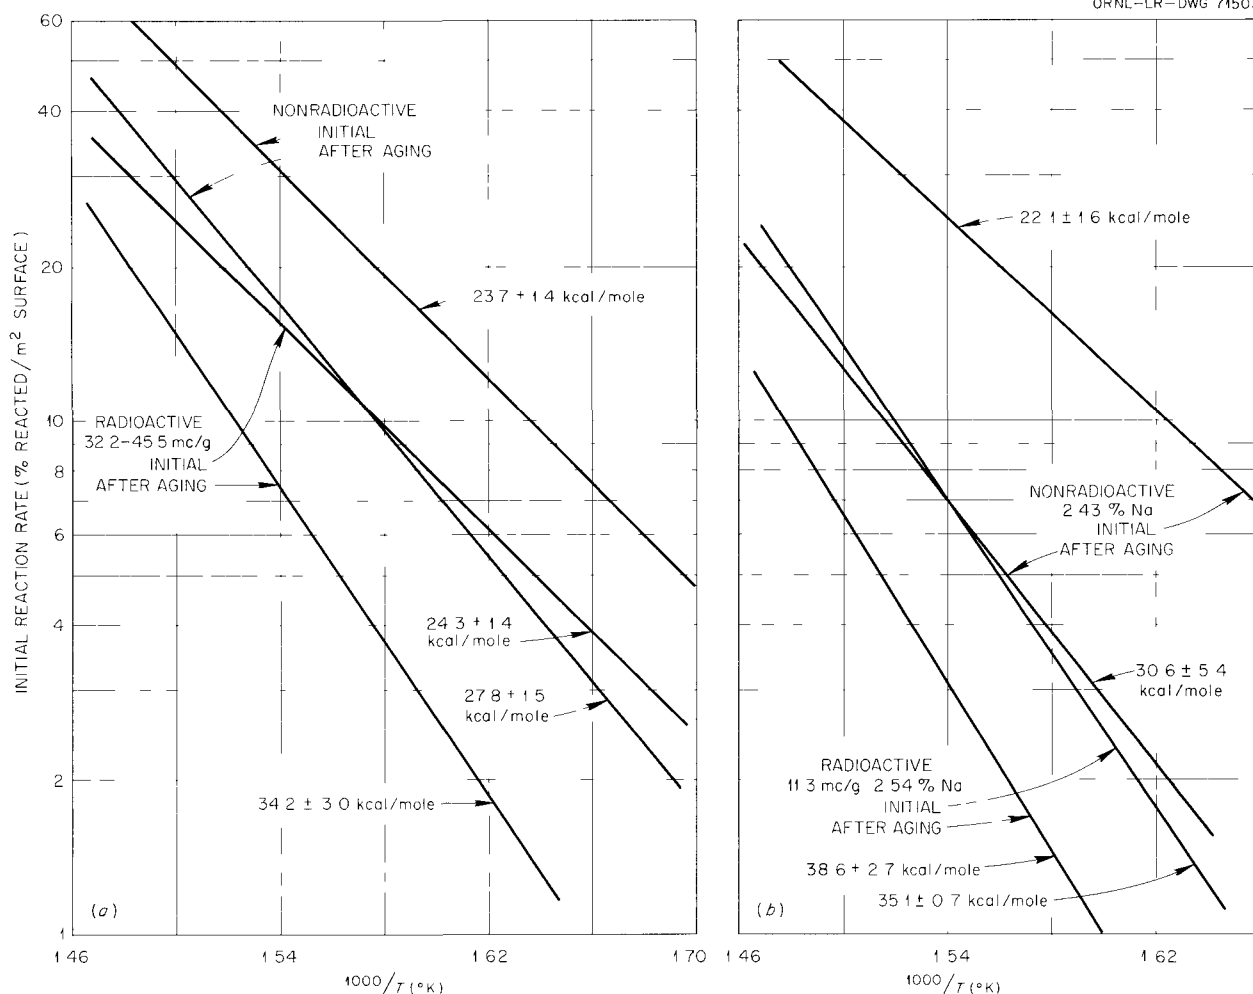 ORNL-LR-DWG 71503
60
40
20
10
8
6
4
2
1
INITIAL REACTION RATE (% REACTED/m² SURFACE)
NONRADIOACTIVE
INITIAL
AFTER AGING
23 7 + 1 4 kcal/mole
RADIOACTIVE
32 2-45 5 mc/g
INITIAL
AFTER AGING
24 3 + 1 4
kcal/mole
27 8 + 1 5
kcal/mole
34 2 ± 3 0 kcal/mole
(a)
1 46
1 54
1 62
1 70
1000/T (°K)
22 1 ± 1 6 kcal/mole
NONRADIOACTIVE
2 43 % Na
INITIAL
AFTER AGING
30 6 ± 5 4
kcal/mole
RADIOACTIVE
11 3 mc/g 2 54 % Na
INITIAL
AFTER AGING
38 6 + 2 7 kcal/mole
35 1 ± 0 7 kcal/mole
(b)
1 46
1 54
1 62
1000/T (°K)